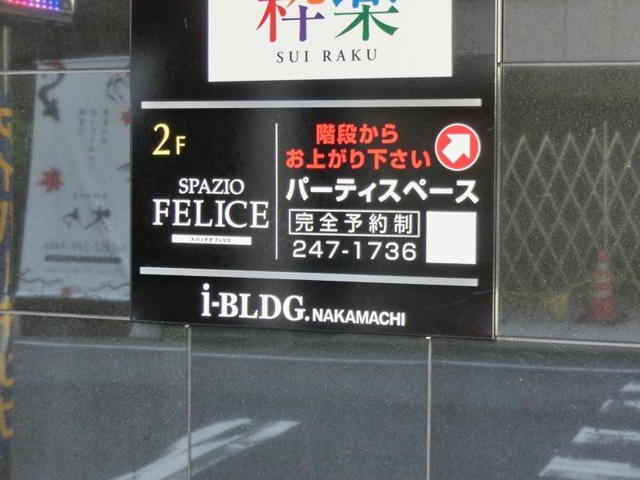 粋楽
SUI RAKU
2F
SPAZIO
FELICE
スパッチオフェリス
階段から
お上がり下さい
パーティスペース
完全予約制
247-1736
i-BLDG. NAKAMACHI